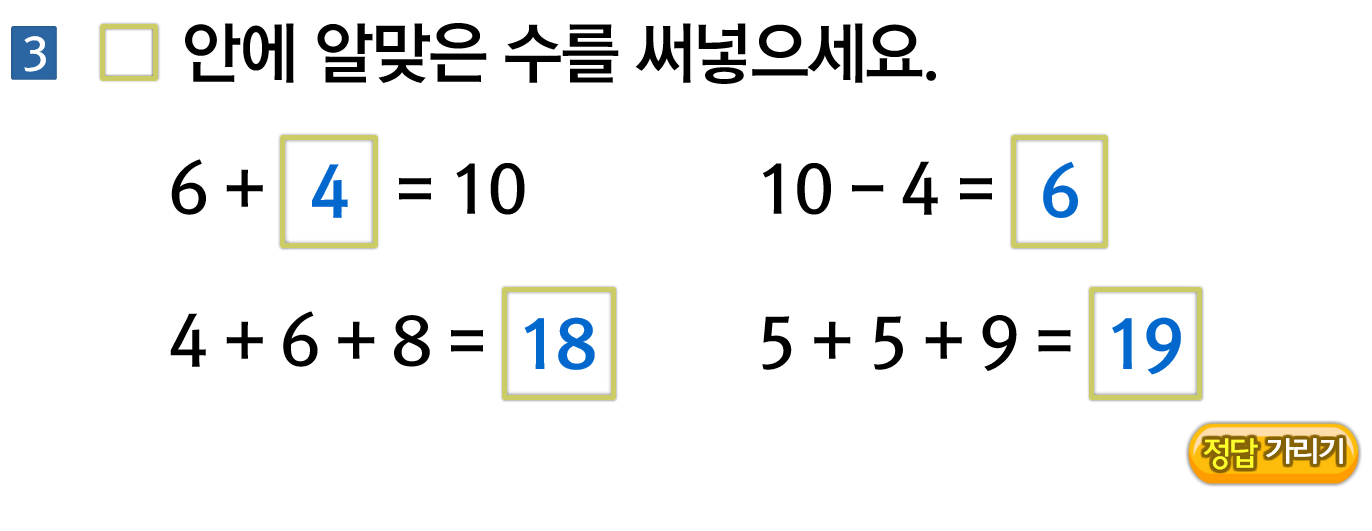 3 □ 안에 알맞은 수를 써넣으세요.
6 + 4 = 10 10 − 4 = 6
4 + 6 + 8 = 18 5 + 5 + 9 = 19
정답 가리기